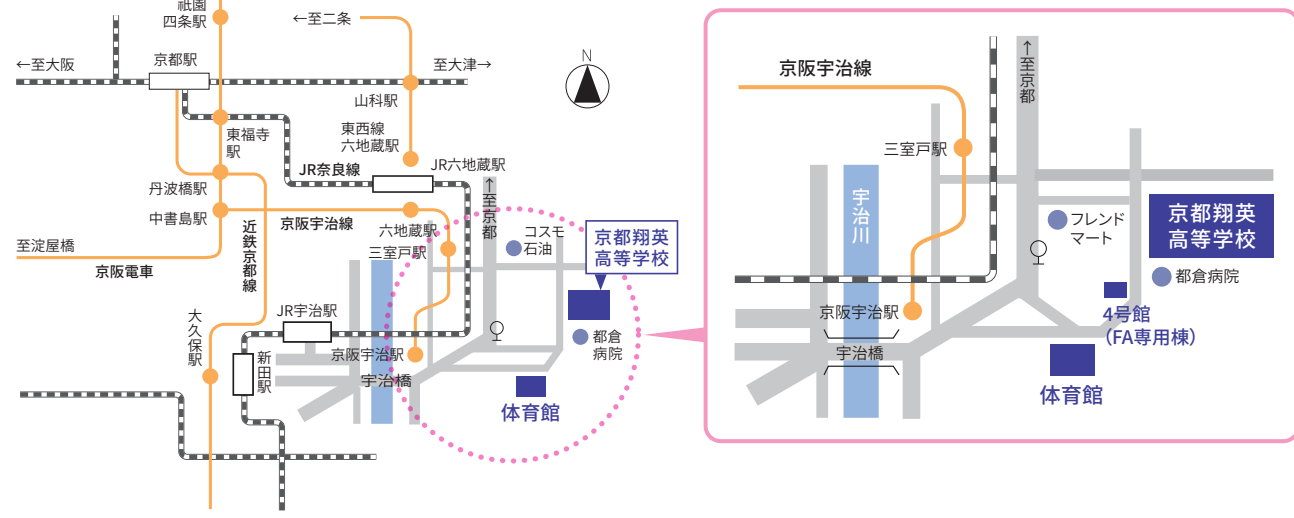 祇園
四条駅
←至二条
N
京都駅
←至大阪
至大津→
山科駅
東福寺
駅
東西線
六地蔵駅
JR奈良線
JR六地蔵駅
丹波橋駅
中書島駅
京阪宇治線
六地蔵駅
三室戸駅
←至京都
コスモ
石油
京都翔英
高等学校
至淀屋橋
京阪電車
近鉄京都線
大久保駅
JR宇治駅
新田駅
京阪宇治駅
宇治橋
都倉
病院
体育館
京阪宇治線
←至京都
三室戸駅
宇治川
フレンド
マート
京都翔英
高等学校
都倉病院
京阪宇治駅
宇治橋
4号館
（FA専用棟）
体育館